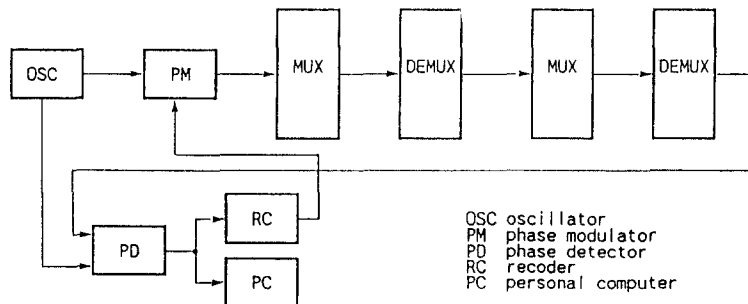 OSC
PM
MUX
DEMUX
MUX
DEMUX
PD
RC
PC
OSC oscillator
PM phase modulator
PD phase detector
RC recoder
PC personal computer